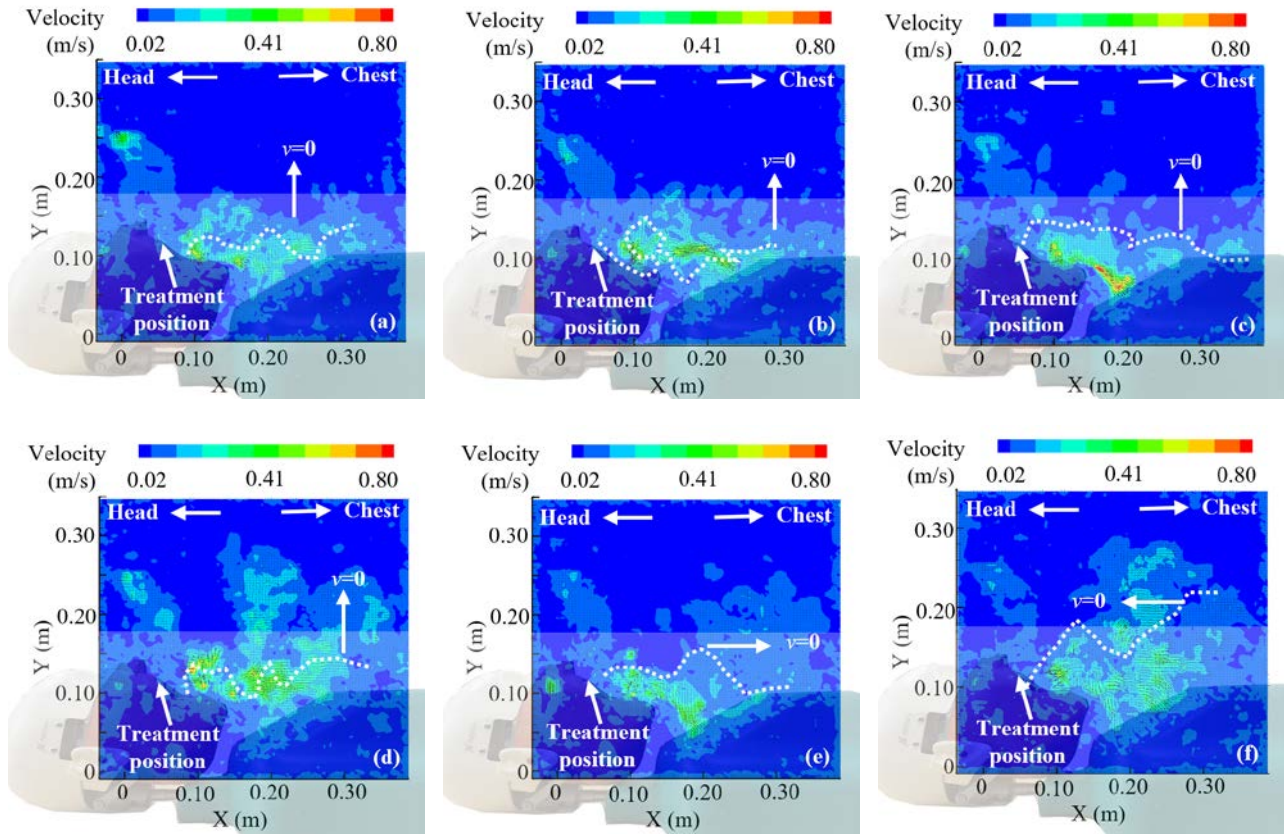 Velocity
(m/s) 0.02 0.41 0.80
Head Chest
0.30
v=0
0.20
Y (m)
0.10
Treatment
position
(a)
0
0 0.10 0.20 0.30
X (m)
Velocity
(m/s) 0.02 0.41 0.80
Head Chest
0.30
v=0
0.20
Y (m)
0.10
Treatment
position
(b)
0
0 0.10 0.20 0.30
X (m)
Velocity
(m/s) 0.02 0.41 0.80
Head Chest
0.30
v=0
0.20
Y (m)
0.10
Treatment
position
(c)
0
0 0.10 0.20 0.30
X (m)
Velocity
(m/s) 0.02 0.41 0.80
Head Chest
0.30
v=0
0.20
Y (m)
0.10
Treatment
position
(d)
0
0 0.10 0.20 0.30
X (m)
Velocity
(m/s) 0.02 0.41 0.80
Head Chest
0.30
0.20
v=0
Y (m)
0.10
Treatment
position
(e)
0
0 0.10 0.20 0.30
X (m)
Velocity
(m/s) 0.02 0.41 0.80
Head Chest
0.30
v=0
0.20
Y (m)
0.10
Treatment
position
(f)
0
0 0.10 0.20 0.30
X (m)